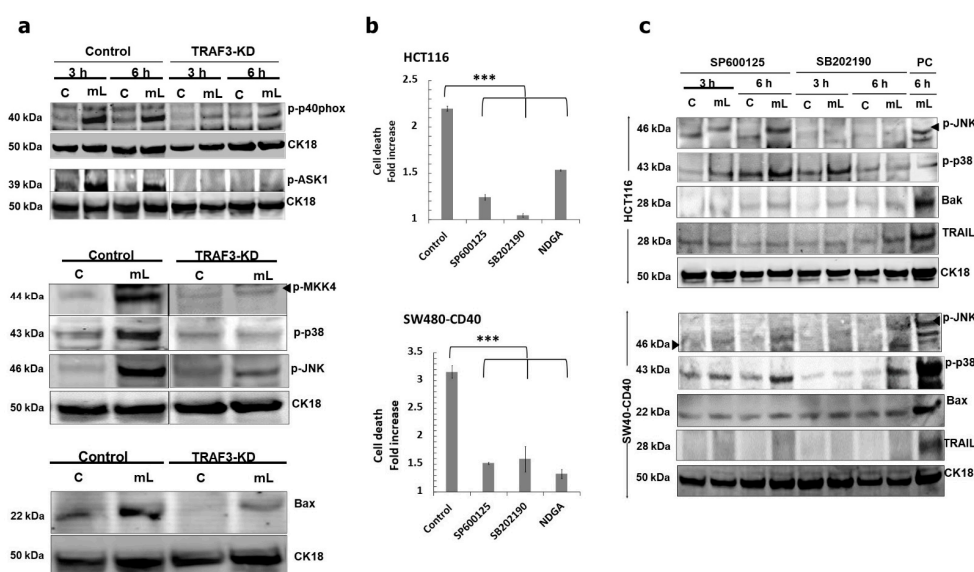 a
Control TRAF3-KD
3 h 6 h 3 h 6 h
C mL C mL C mL C mL
40 kDa p-p40phox
50 kDa CK18
39 kDa p-ASK1
50 kDa CK18
Control TRAF3-KD
C mL C mL
44 kDa p-MKK4
43 kDa p-p38
46 kDa p-JNK
50 kDa CK18
Control TRAF3-KD
C mL C mL
22 kDa Bax
50 kDa CK18
b
HCT116
***
Cell death
Fold increase
2.5
2
1.5
1
Control SP600125 SB202190 NDGA
SW480-CD40
***
Cell death
Fold increase
3.5
3
2.5
2
1.5
1
Control SP600125 SB202190 NDGA
c
SP600125 SB202190 PC
3 h 6 h 3 h 6 h 6 h
C mL C mL C mL C mL mL
HCT116
46 kDa p-JNK
43 kDa p-p38
28 kDa Bak
28 kDa TRAIL
50 kDa CK18
SW40-CD40
46 kDa p-JNK
43 kDa p-p38
22 kDa Bax
28 kDa TRAIL
50 kDa CK18